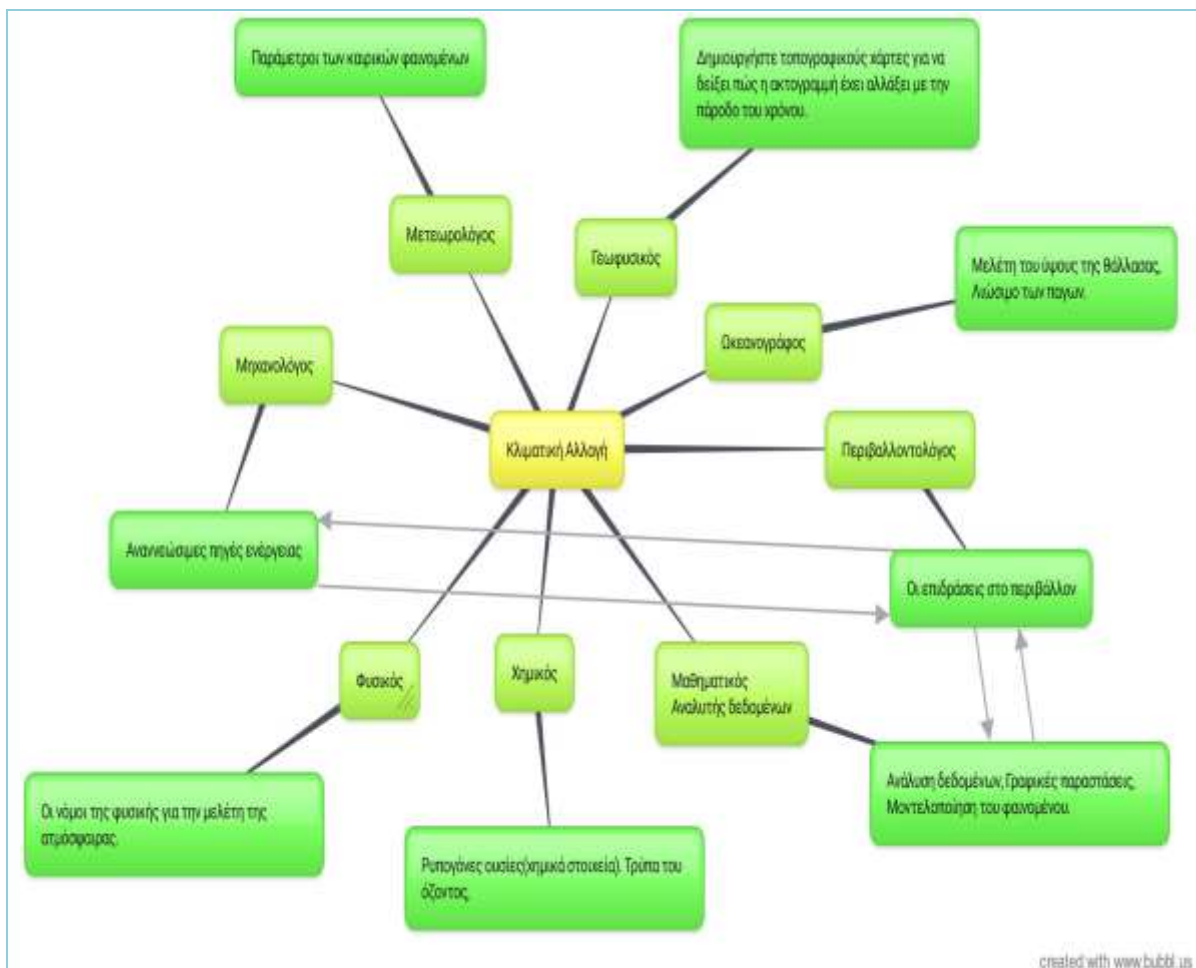 Παράμετροι των καιρικών φαινομένων
Δημιουργήστε τοπογραφικούς χάρτες για να
δείξει πώς η ακτογραμμή έχει αλλάξει με την
πάροδο του χρόνου.
Μετεωρολόγος
Γεωφυσικός
Μελέτη του ύψους της θάλλασας,
Λιώσιμο των παγων.
Ωκεανογράφος
Μηχανολόγος
Κλιματική Αλλαγή
Περιβαλλοντολόγος
Αναννεώσιμες πηγές ενέργειας
Οι επιδράσεις στο περιβάλλον
Φυσικός
Χημικός
Μαθηματικός
Αναλυτής δεδομένων
Ανάλυση δεδομένων, Γραφικές παραστάσεις,
Μοντελοποίηση του φαινομένου.
Οι νόμοι της φυσικής για την μελέτη της
ατμόσφαιρας.
Ρυπογόνες ουσίες(χημικά στοιχεία). Τρύπα του
όζοντος,
created with www.bubbl.us